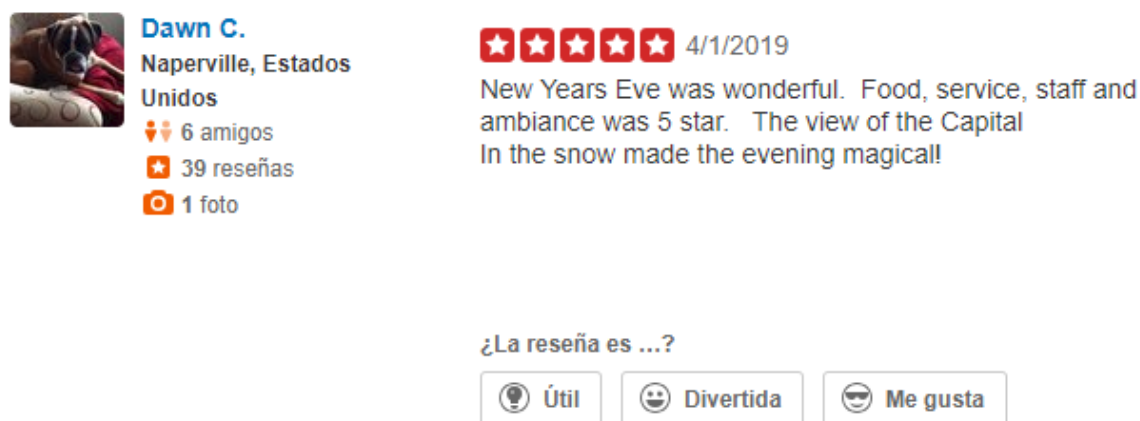 Dawn C.
Naperville, Estados
Unidos
6 amigos
39 reseñas
1 foto
4/1/2019
New Years Eve was wonderful.  Food, service, staff and
ambiance was 5 star.   The view of the Capital
In the snow made the evening magical!
¿La reseña es ...?
Útil
Divertida
Me gusta